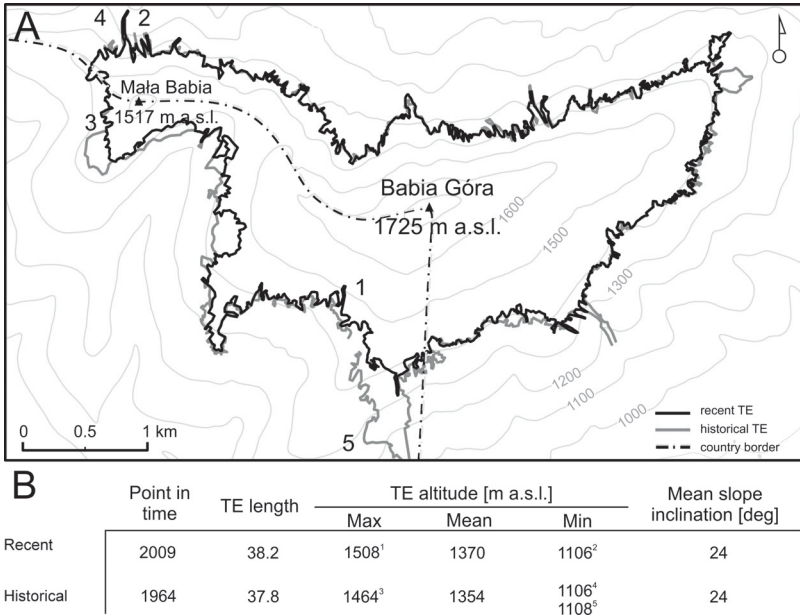 A
4 2
Mała Babia
1517 m a.s.l.
3
Babia Góra
1725 m a.s.l.
1600
1500
1300
1
1200
1100
1000
5
0 0.5 1 km
recent TE
historical TE
country border
B
Point in time TE length TE altitude [m a.s.l.] Mean slope inclination [deg]
Max Mean Min
Recent 2009 38.2 1508¹ 1370 1106² 24
Historical 1964 37.8 1464³ 1354 1106⁴ 24
1108⁵